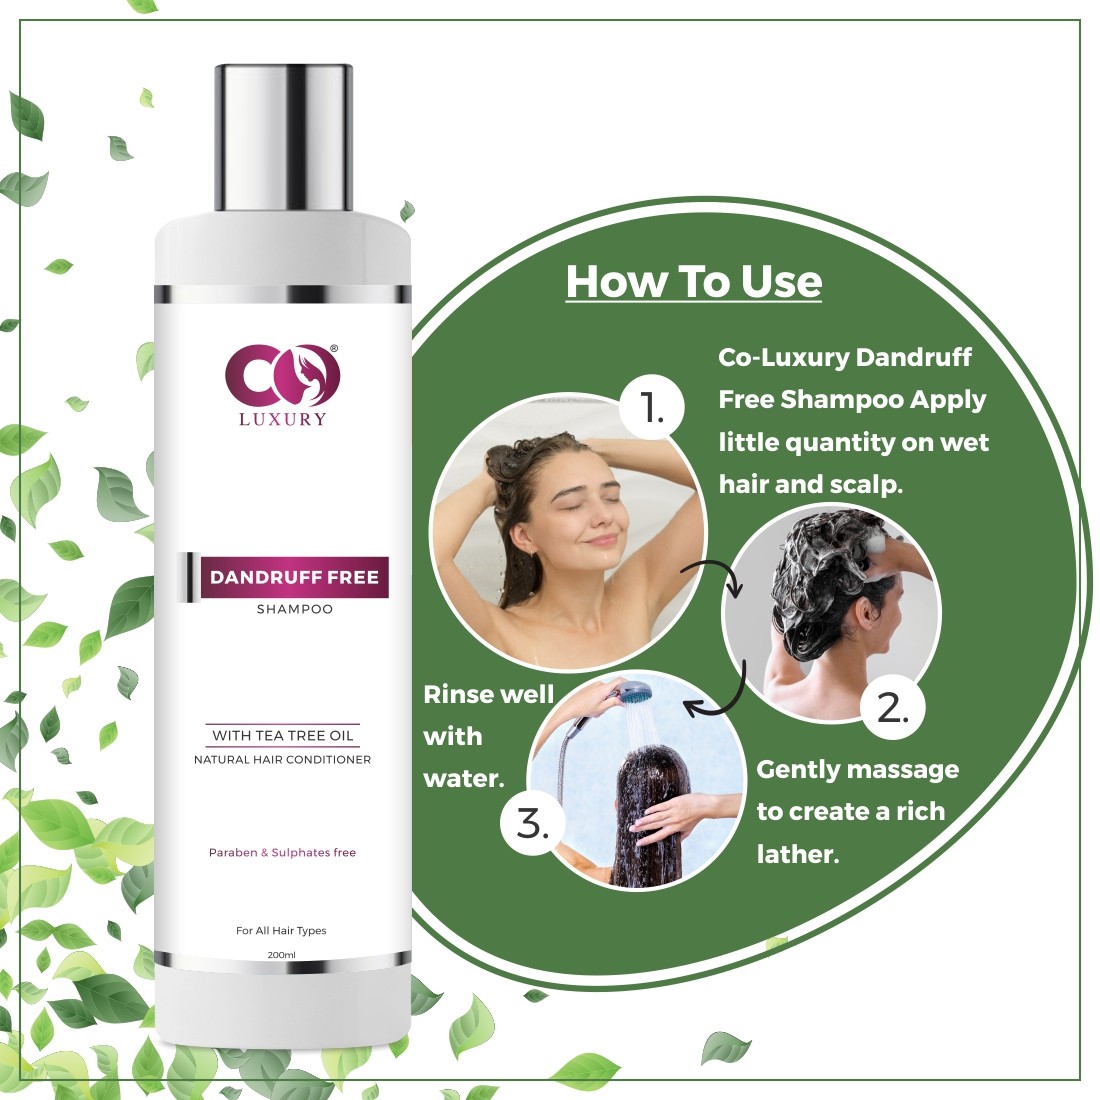 CO®
LUXURY
DANDRUFF FREE
SHAMPOO
WITH TEA TREE OIL
NATURAL HAIR CONDITIONER
Paraben & Sulphates free
For All Hair Types
200ml
How To Use
1.
Co-Luxury Dandruff
Free Shampoo Apply
little quantity on wet
hair and scalp.
2.
Gently massage
to create a rich
lather.
3.
Rinse well
with
water.